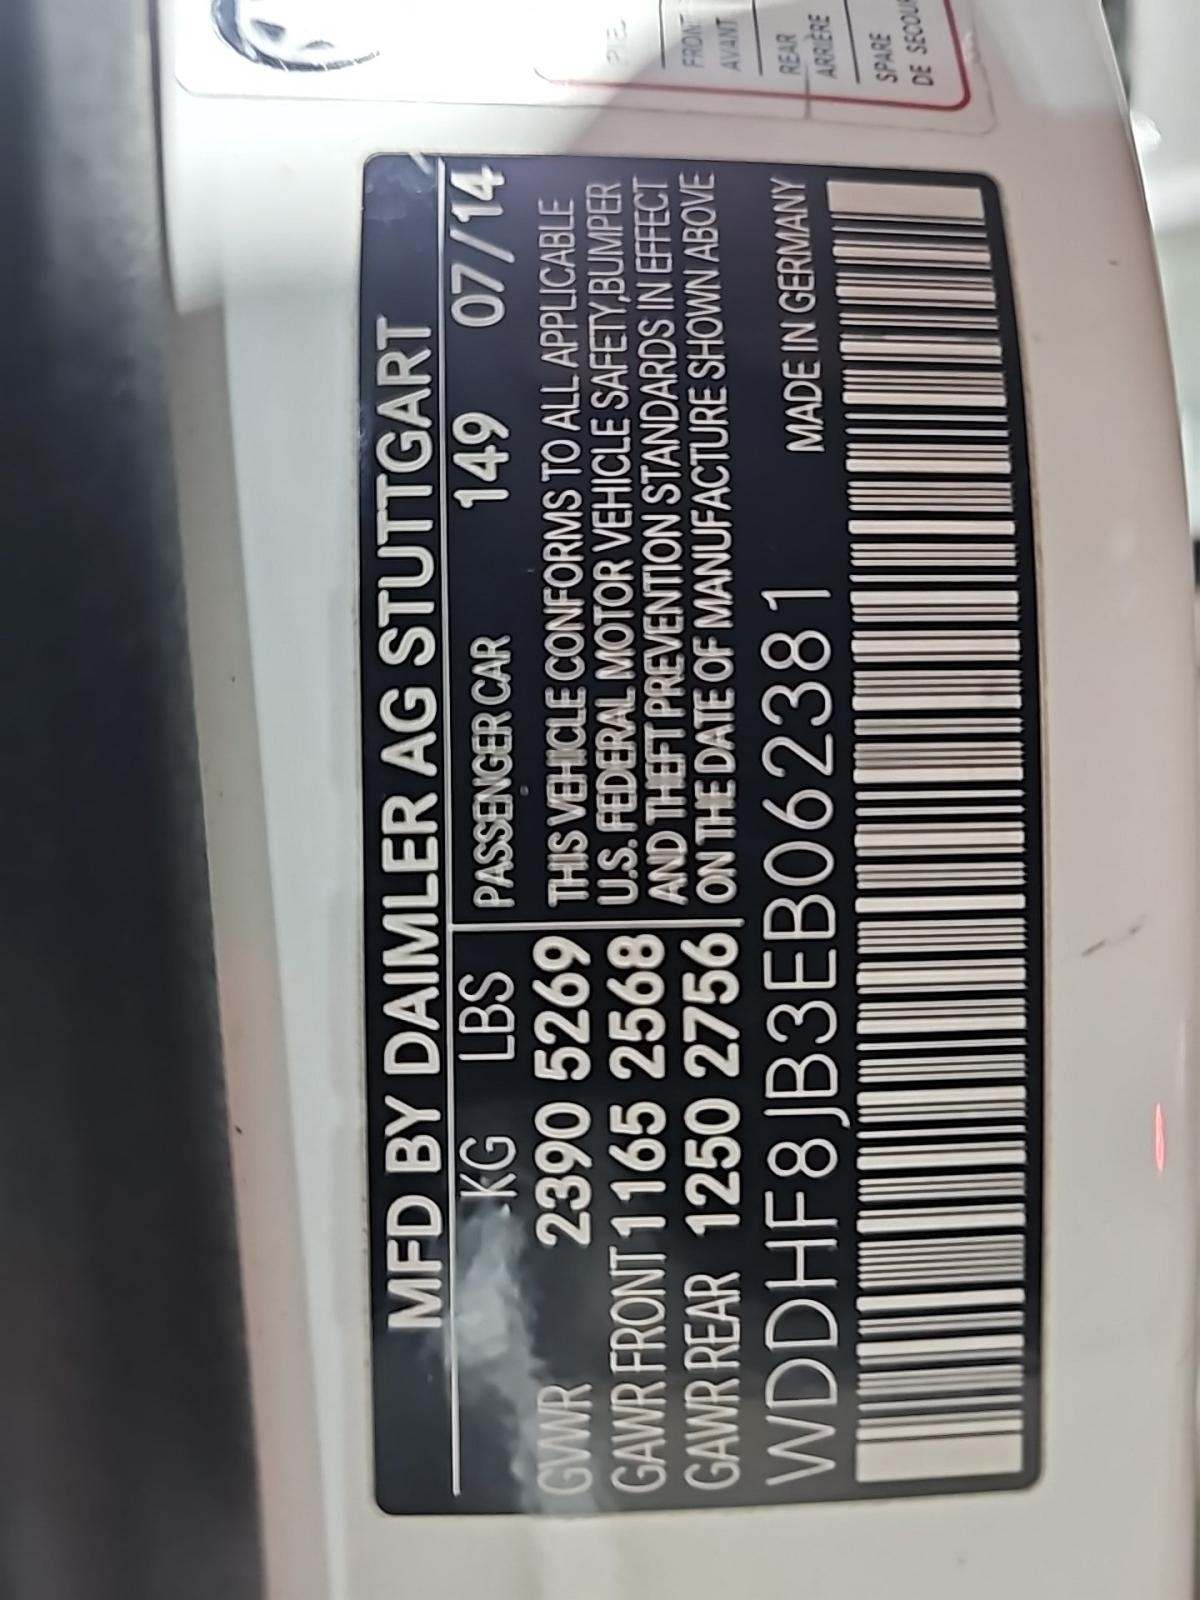 FRONT
AVANT
REAR
ARRIÈRE
SPARE
DE
MFD BY DAIMLER AG STUTTGART
KG LBS PASSENGER CAR 149 07/14
GVWR 2390 5269 THIS VEHICLE CONFORMS TO ALL APPLICABLE
GAWR FRONT 1165 2568 U.S. FEDERAL MOTOR VEHICLE SAFETY,BUMPER
AND THEFT PREVENTION STANDARDS IN EFFECT
GAWR REAR 1250 2756 ON THE DATE OF MANUFACTURE SHOWN ABOVE
WDDHF8JB3EB062381 MADE IN GERMANY